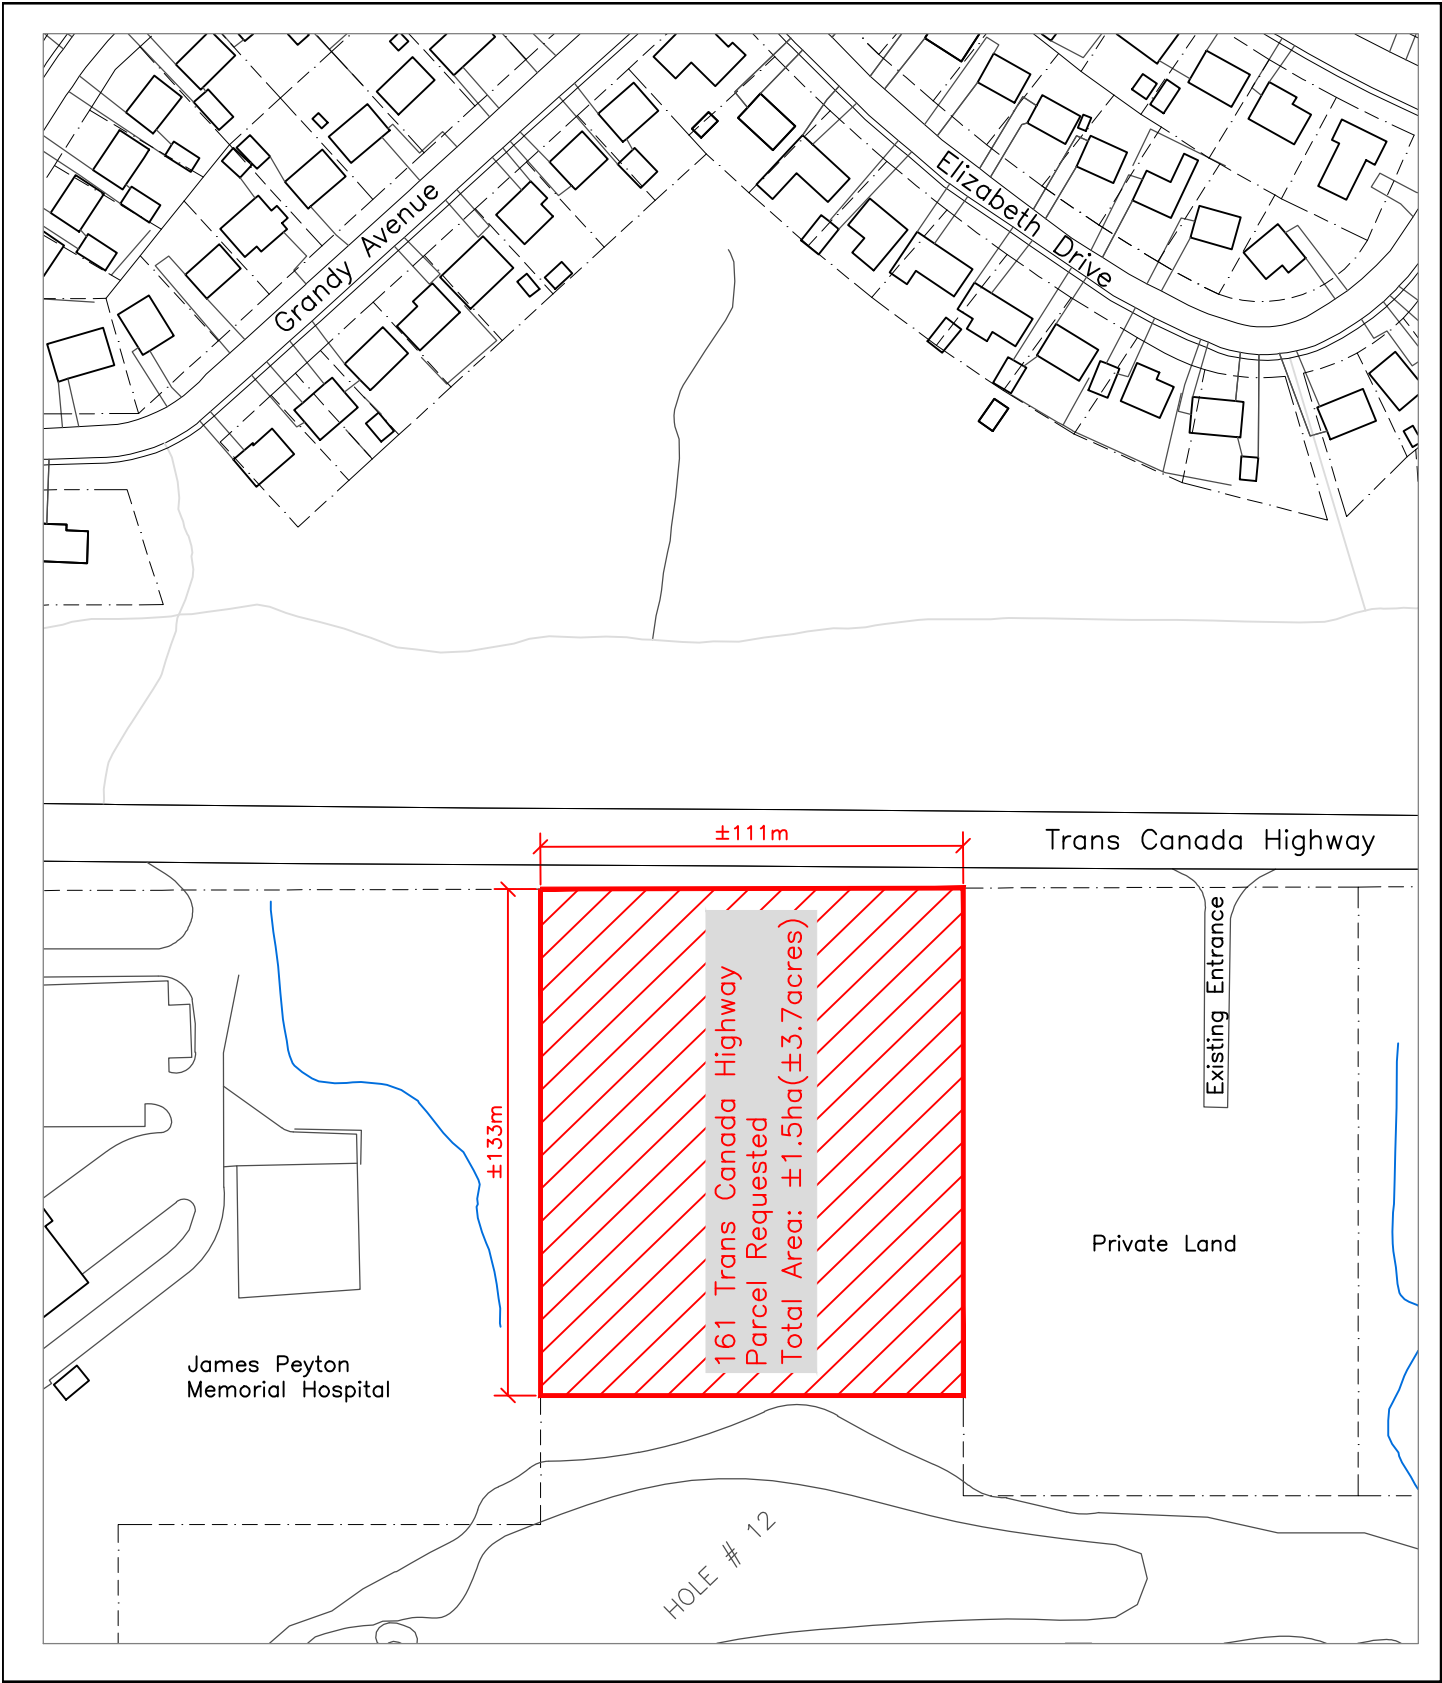 Grandy Avenue
Elizabeth Drive
±111m
Trans Canada Highway
Existing Entrance
±133m
161 Trans Canada Highway
Parcel Requested
Total Area: ±1.5ha(±3.7acres)
Private Land
James Peyton
Memorial Hospital
HOLE # 12